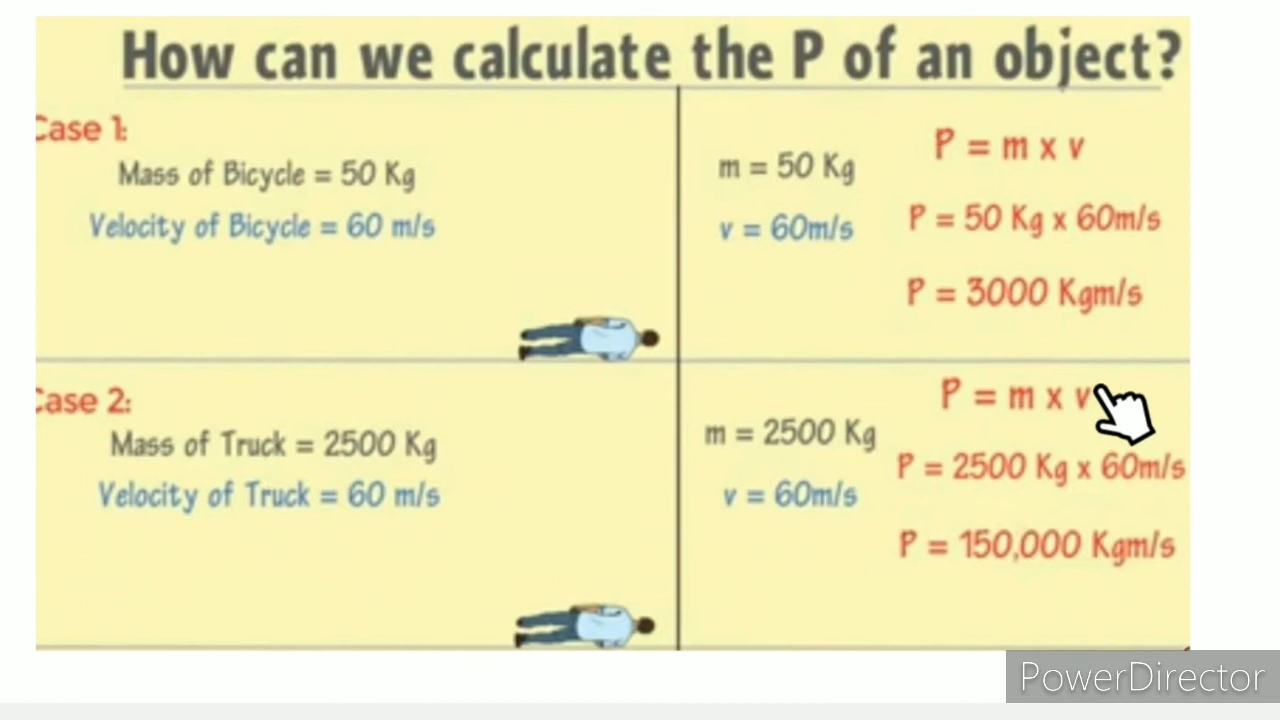 How can we calculate the P of an object?
Case 1:
Mass of Bicycle = 50 Kg
Velocity of Bicycle = 60 m/s
m = 50 Kg
v = 60m/s
P = m x v
P = 50 Kg x 60m/s
P = 3000 Kgm/s
Case 2:
Mass of Truck = 2500 Kg
Velocity of Truck = 60 m/s
m = 2500 Kg
v = 60m/s
P = m x v
P = 2500 Kg x 60m/s
P = 150,000 Kgm/s
PowerDirector